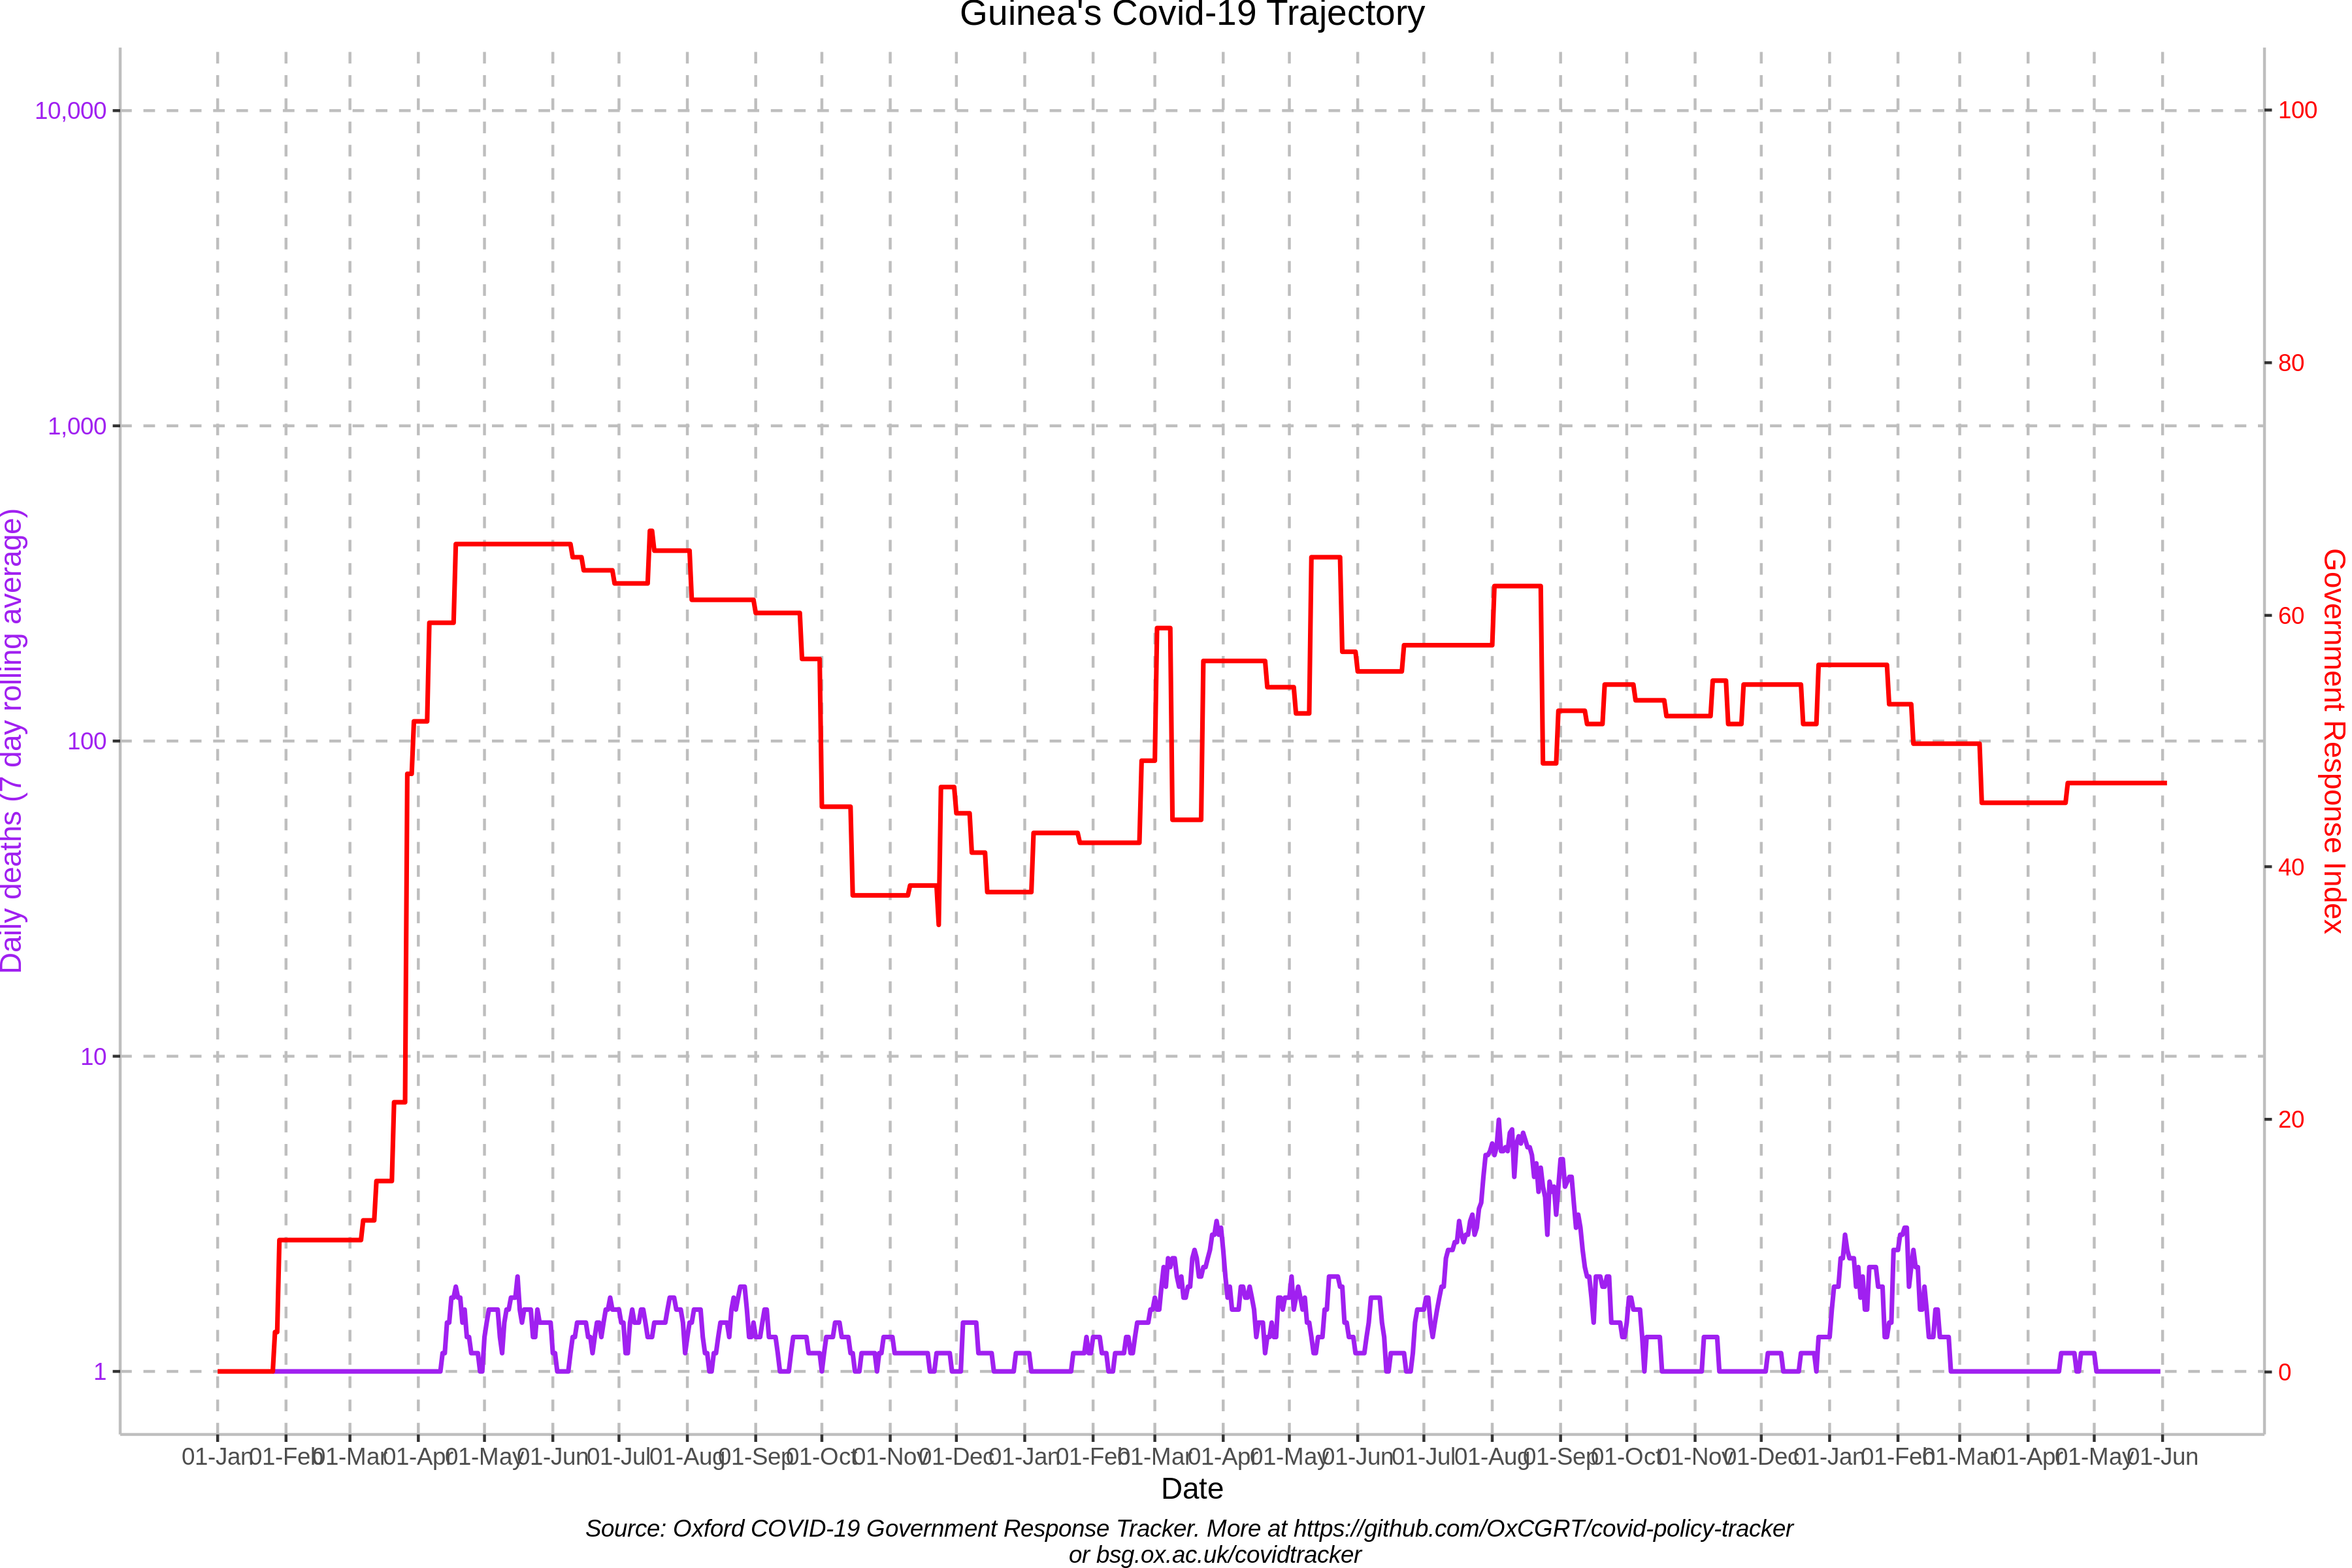 Guinea's Covid-19 Trajectory
Daily deaths (7 day rolling average)
10,000
1,000
100
10
1
Government Response Index
100
80
60
40
20
0
01-Jan 01-Feb 01-Mar 01-Apr 01-May 01-Jun 01-Jul 01-Aug 01-Sep 01-Oct 01-Nov 01-Dec 01-Jan 01-Feb 01-Mar 01-Apr 01-May 01-Jun 01-Jul 01-Aug 01-Sep 01-Oct 01-Nov 01-Dec 01-Jan 01-Feb 01-Mar 01-Apr 01-May 01-Jun
Date
Source: Oxford COVID-19 Government Response Tracker. More at https://github.com/OxCGRT/covid-policy-tracker
or bsg.ox.ac.uk/covidtracker